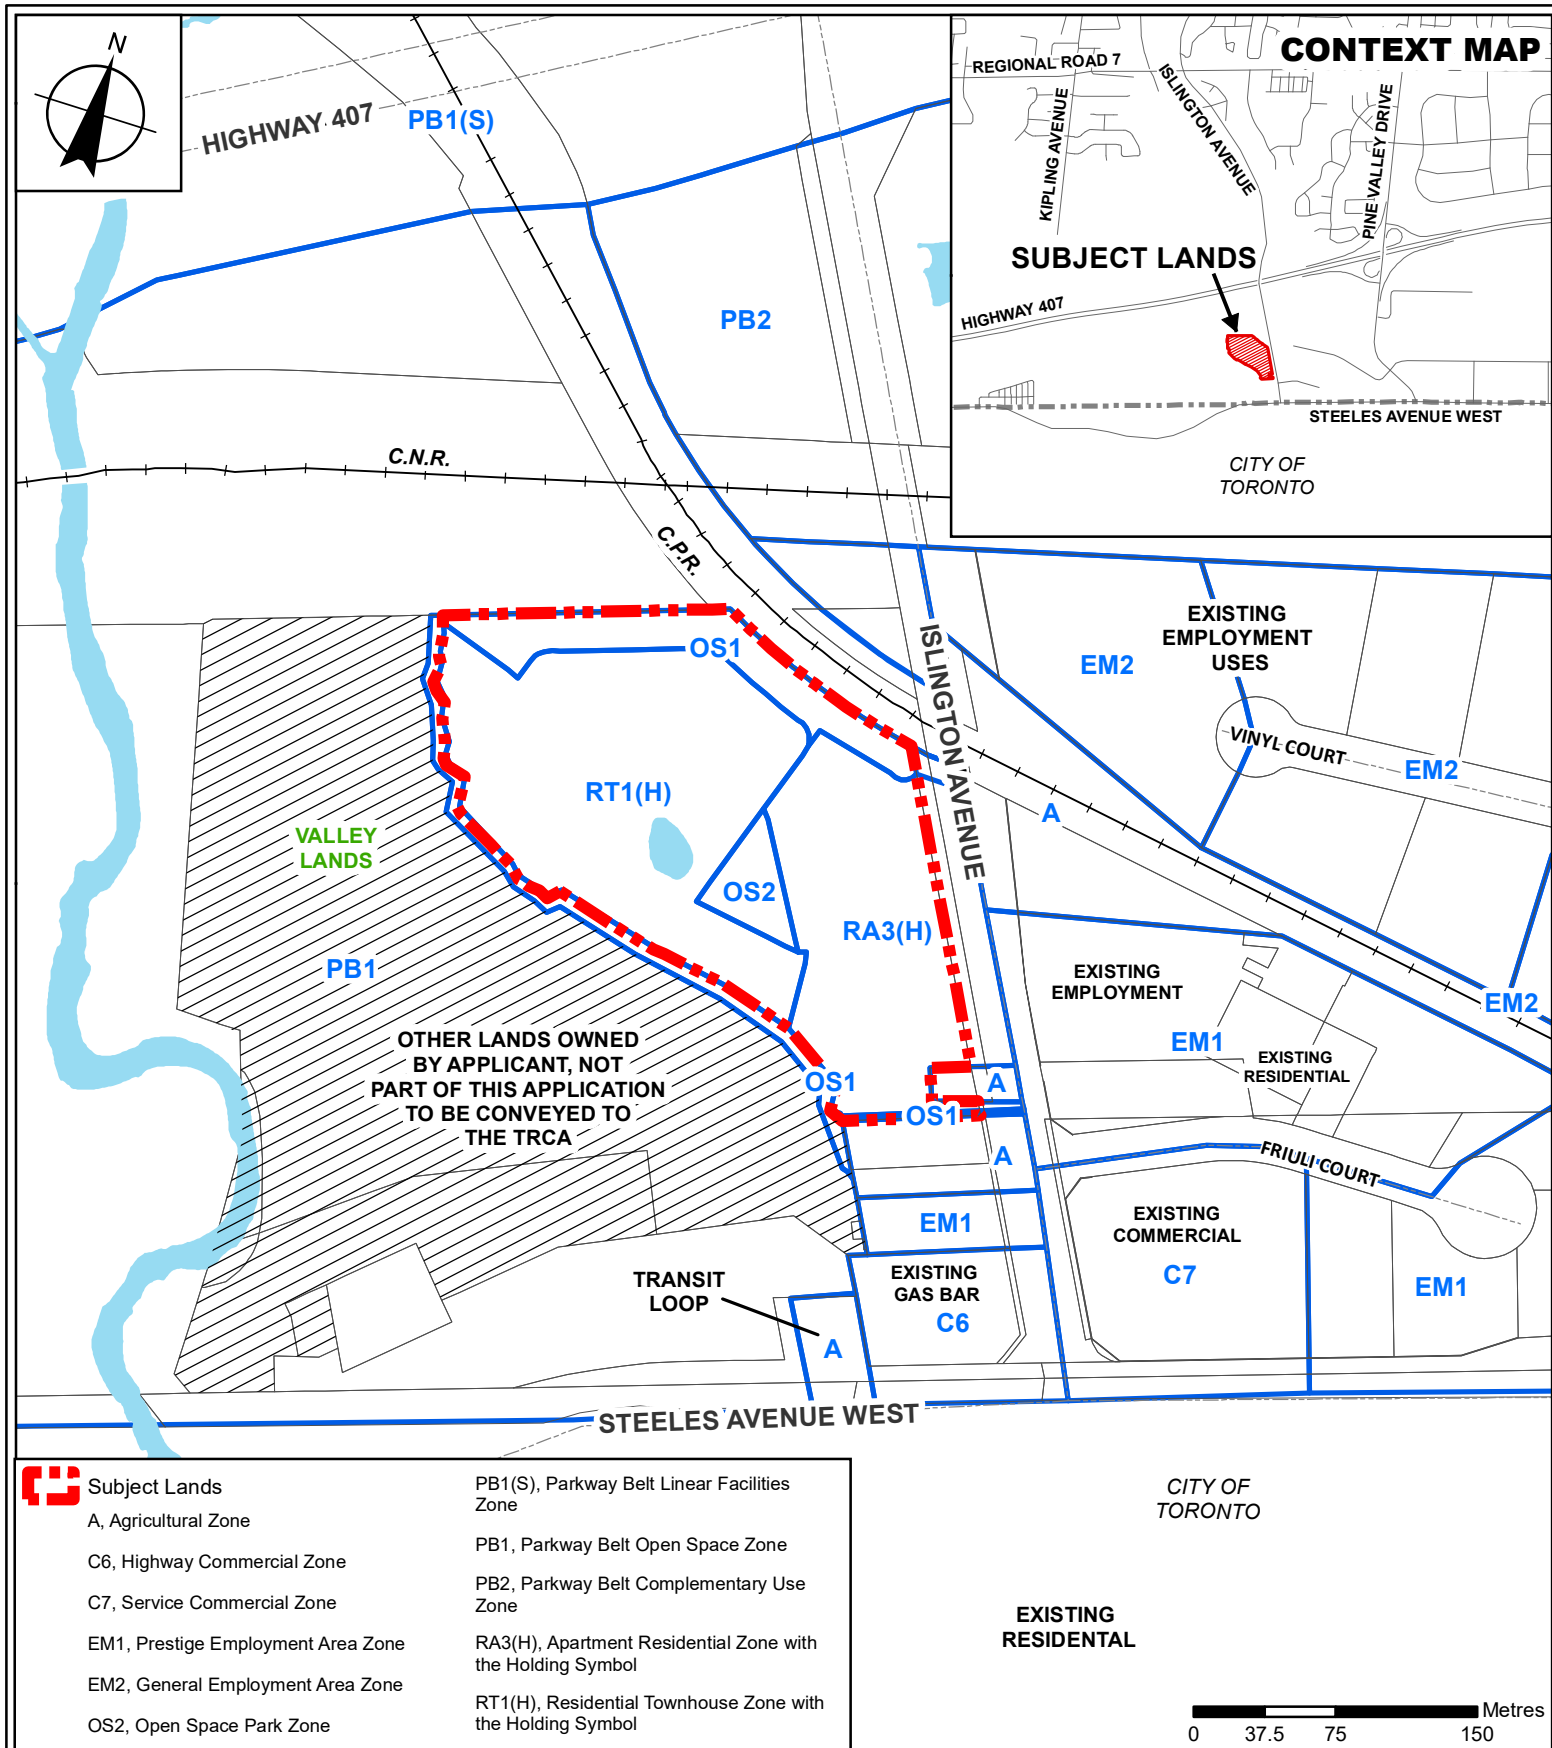 N
HIGHWAY 407
PB1(S)
CONTEXT MAP
REGIONAL ROAD 7
KIPLING AVENUE
ISLINGTON AVENUE
PINE VALLEY DRIVE
SUBJECT LANDS
HIGHWAY 407
STEELES AVENUE WEST
CITY OF
TORONTO
PB2
C.N.R.
C.P.R.
ISLINGTON AVENUE
EXISTING
EMPLOYMENT
USES
EM2
VINYL COURT
EM2
OS1
RT1(H)
A
VALLEY
LANDS
OS2
RA3(H)
PB1
EXISTING
EMPLOYMENT
EM2
EM1
EXISTING
RESIDENTIAL
OTHER LANDS OWNED
BY APPLICANT, NOT
PART OF THIS APPLICATION
TO BE CONVEYED TO
THE TRCA
OS1
A
OS1
A
FRIULI COURT
EM1
EXISTING
COMMERCIAL
C7
EM1
TRANSIT
LOOP
EXISTING
GAS BAR
C6
A
STEELES AVENUE WEST
Subject Lands
A, Agricultural Zone
C6, Highway Commercial Zone
C7, Service Commercial Zone
EM1, Prestige Employment Area Zone
EM2, General Employment Area Zone
OS2, Open Space Park Zone
PB1(S), Parkway Belt Linear Facilities
Zone
PB1, Parkway Belt Open Space Zone
PB2, Parkway Belt Complementary Use
Zone
RA3(H), Apartment Residential Zone with
the Holding Symbol
RT1(H), Residential Townhouse Zone with
the Holding Symbol
CITY OF
TORONTO
EXISTING
RESIDENTAL
Metres
0 37.5 75 150